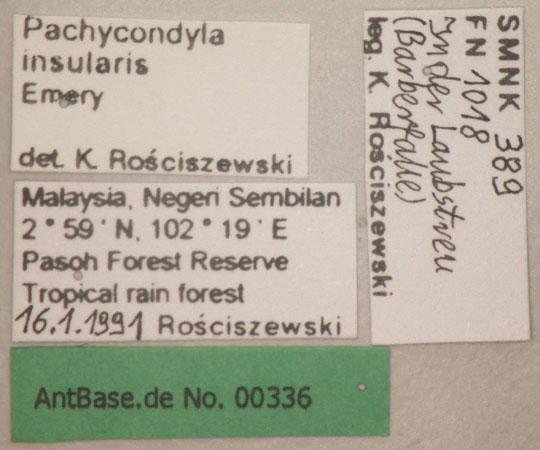 Pachycondyla
insularis
Emery
det. K. Rościszewski
Malaysia, Negeri Sembilan
2 ° 59 ' N, 102 ° 19 ' E
Pasoh Forest Reserve
Tropical rain forest
16.1.1991 Rościszewski
SMNK 389
FN 1018
In der Laubstreu
(Barberfalle)
leg. K. Rościszewski
AntBase.de No. 00336